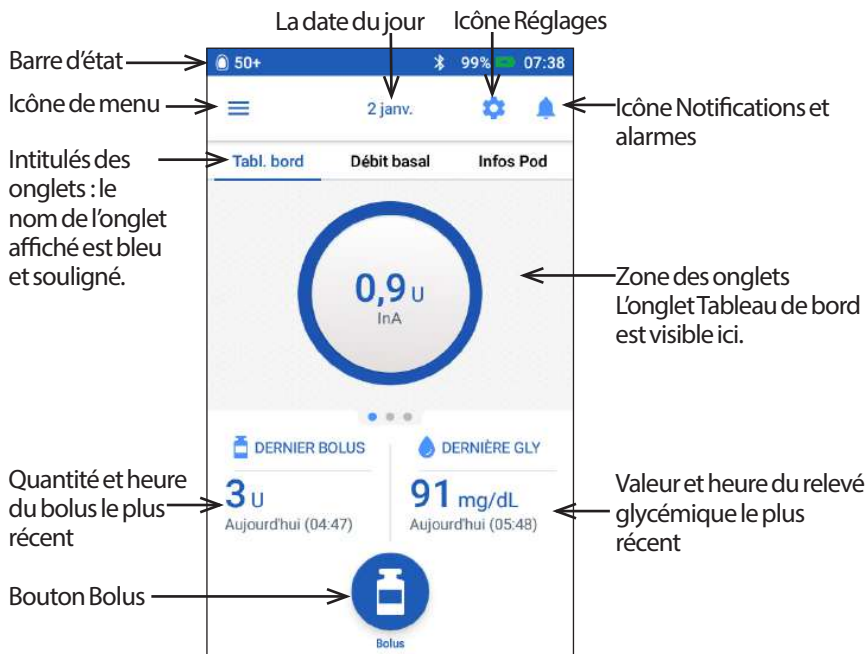 La date du jour
Icône Réglages
Barre d’état
50+
99%
07:38
Icône de menu
2 janv.
Icône Notifications et
alarmes
Intitulés des
onglets : le
nom de l’onglet
affiché est bleu
et souligné.
Tabl. bord
Débit basal
Infos Pod
0,9 U
InA
Zone des onglets
L’onglet Tableau de bord
est visible ici.
DERNIER BOLUS
DERNIÈRE GLY
Quantité et heure
du bolus le plus
récent
3 U
Aujourd'hui (04:47)
91 mg/dL
Aujourd'hui (05:48)
Valeur et heure du relevé
glycémique le plus
récent
Bouton Bolus
Bolus